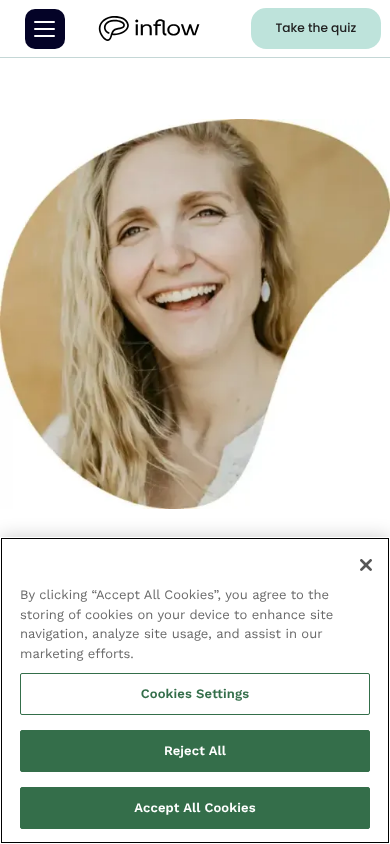 inflow
Take the quiz
By clicking “Accept All Cookies”, you agree to the
storing of cookies on your device to enhance site
navigation, analyze site usage, and assist in our
marketing efforts.
Cookies Settings
Reject All
Accept All Cookies